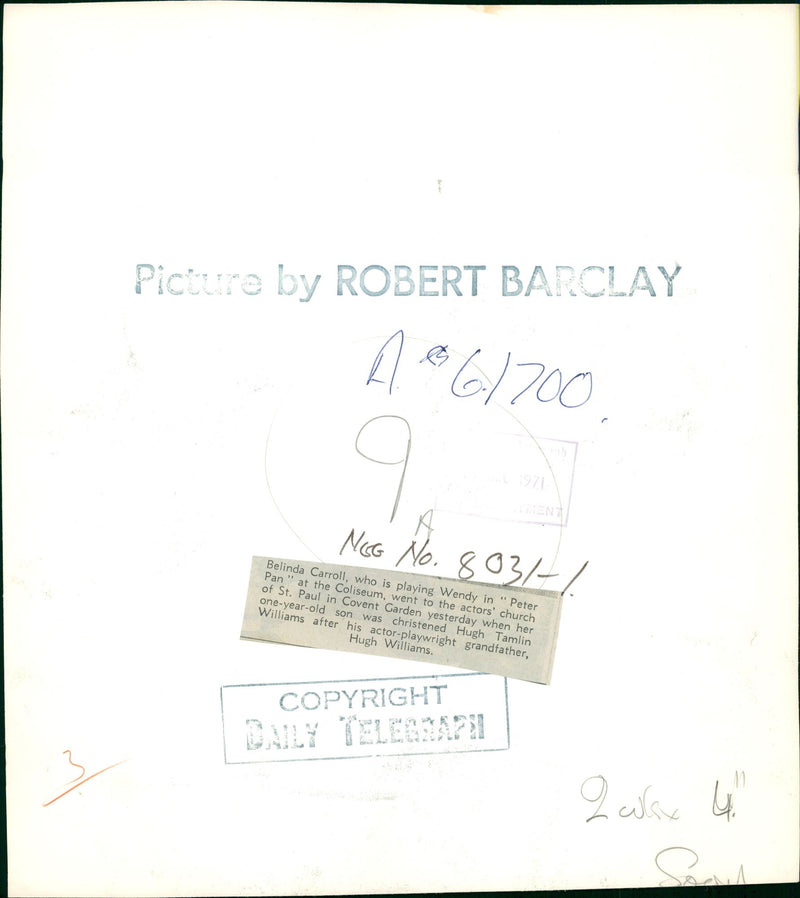 Picture by ROBERT BARCLAY
A 61700.
9
1971
A
NEG No. 8031-1
Belinda Carroll, who is playing Wendy in " Peter
Pan " at the Coliseum, went to the actors' church
of St. Paul in Covent Garden yesterday when her
one-year-old son was christened Hugh Tamlin
Williams after his actor-playwright grandfather,
Hugh Williams.
COPYRIGHT
DAILY TELEGRAPH
3
2 4"